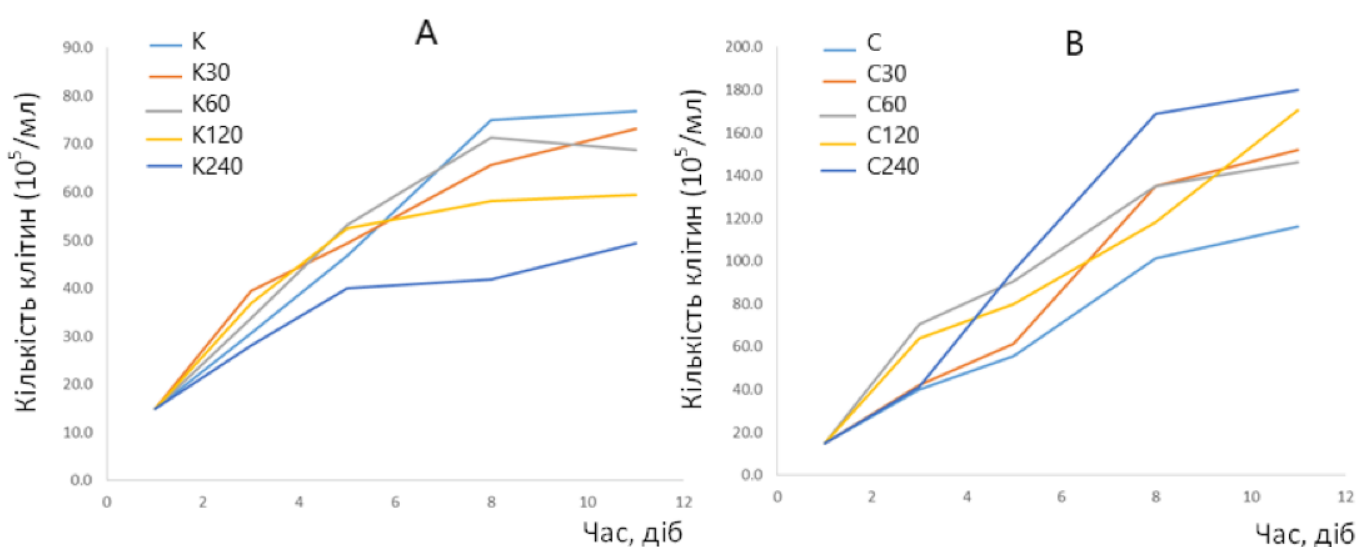 A
K
K30
K60
K120
K240
Кількість клітин (10⁵/мл)
90.0
80.0
70.0
60.0
50.0
40.0
30.0
20.0
10.0
0.0
0 2 4 6 8 10 12
Час, діб
B
C
C30
C60
C120
C240
Кількість клітин (10⁵/мл)
200.0
180.0
160.0
140.0
120.0
100.0
80.0
60.0
40.0
20.0
0.0
0 2 4 6 8 10 12
Час, діб